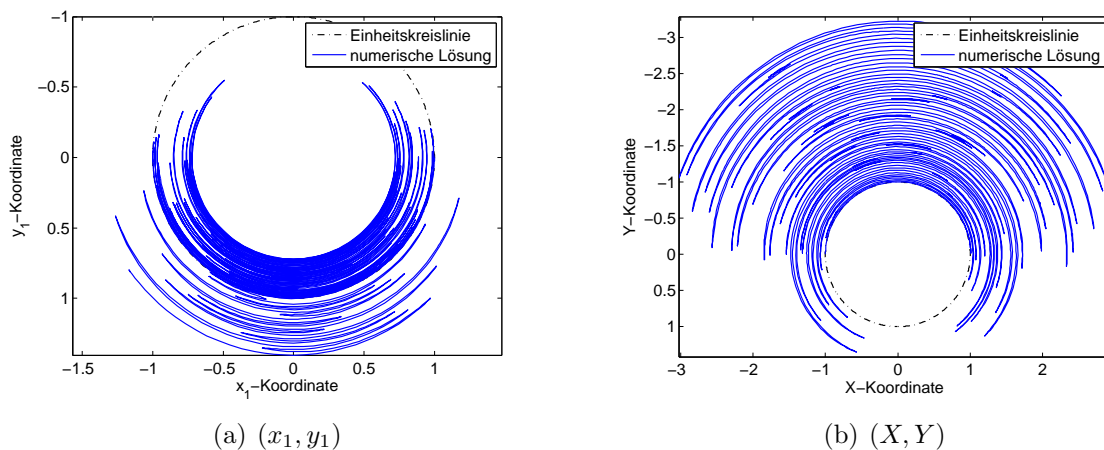 Einheitskreislinie
numerische Lösung
−1
−0.5
0
0.5
1
y1−Koordinate
−1.5
−1
−0.5
0
0.5
1
x1−Koordinate
(a) (x1, y1)
Einheitskreislinie
numerische Lösung
−3
−2.5
−2
−1.5
−1
−0.5
0
0.5
1
Y−Koordinate
−3
−2
−1
0
1
2
X−Koordinate
(b) (X, Y)